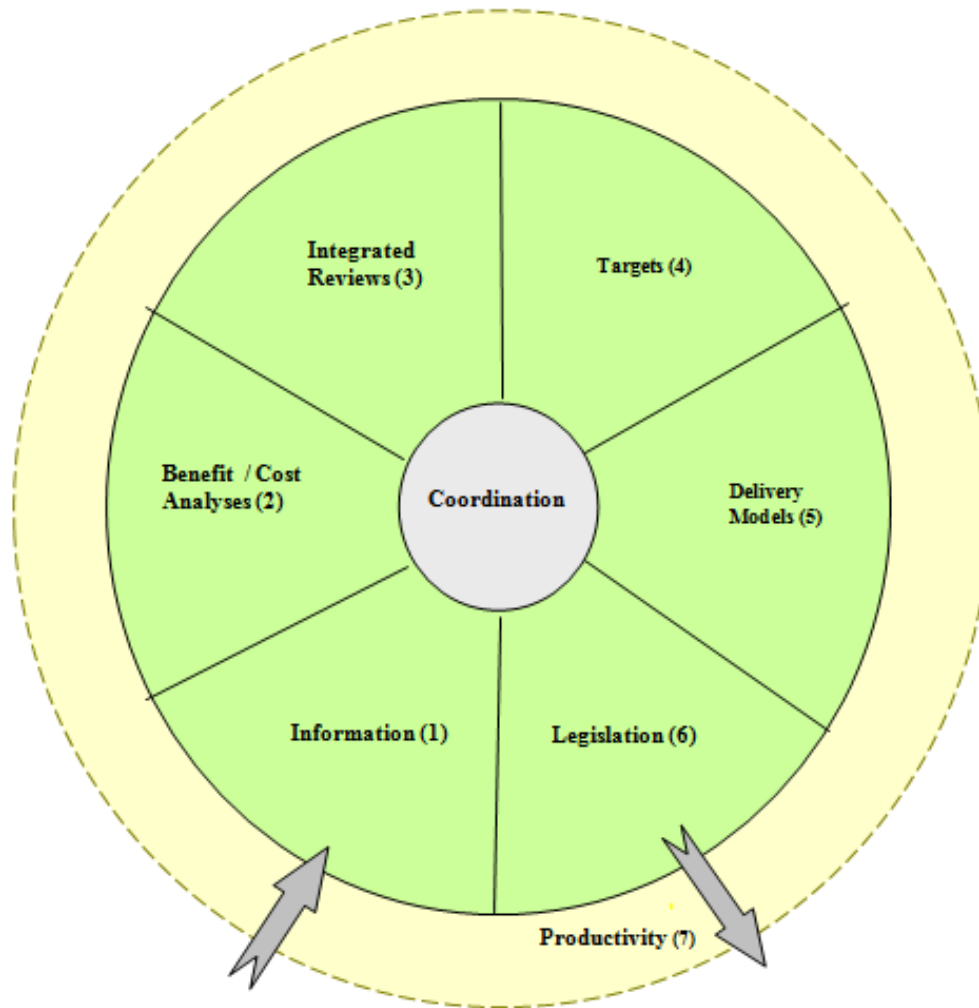 Integrated
Reviews (3)
Targets (4)
Benefit / Cost
Analyses (2)
Coordination
Delivery
Models (5)
Information (1)
Legislation (6)
Productivity (7)